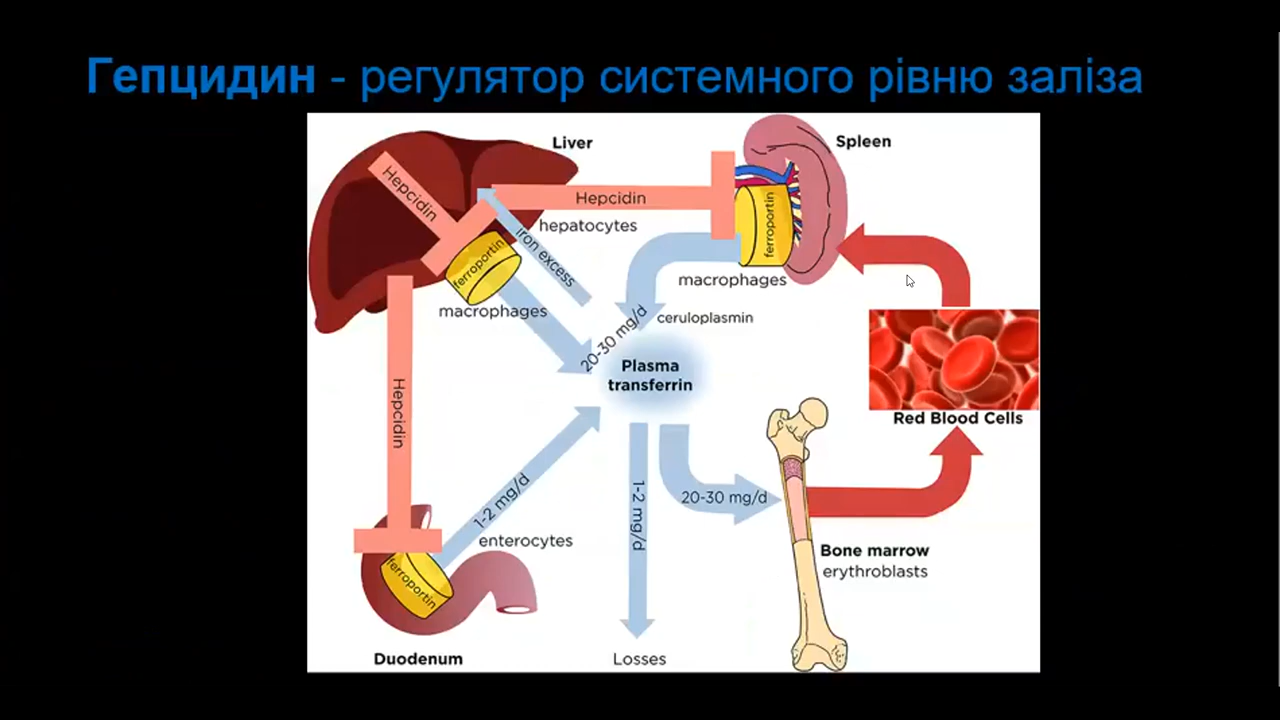 Гепцидин - регулятор системного рівню заліза
Liver
Spleen
Hepcidin
Hepcidin
hepatocytes
iron excess
ferroportin
ferroportin
macrophages
macrophages
20-30 mg/d
ceruloplasmin
Plasma
transferrin
Red Blood Cells
Hepcidin
1-2 mg/d
1-2 mg/d
20-30 mg/d
enterocytes
ferroportin
Bone marrow
erythroblasts
Duodenum
Losses